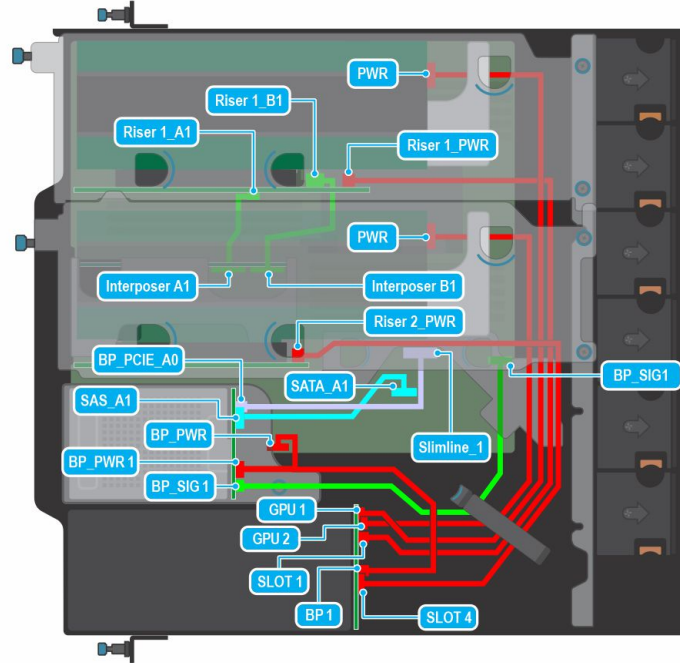 PWR
Riser 1_B1
Riser 1_A1
Riser 1_PWR
PWR
Interposer A1
Interposer B1
Riser 2_PWR
BP_PCIE_A0
SATA_A1
BP_SIG1
SAS_A1
BP_PWR
Slimline_1
BP_PWR 1
BP_SIG 1
GPU 1
GPU 2
SLOT 1
BP 1
SLOT 4